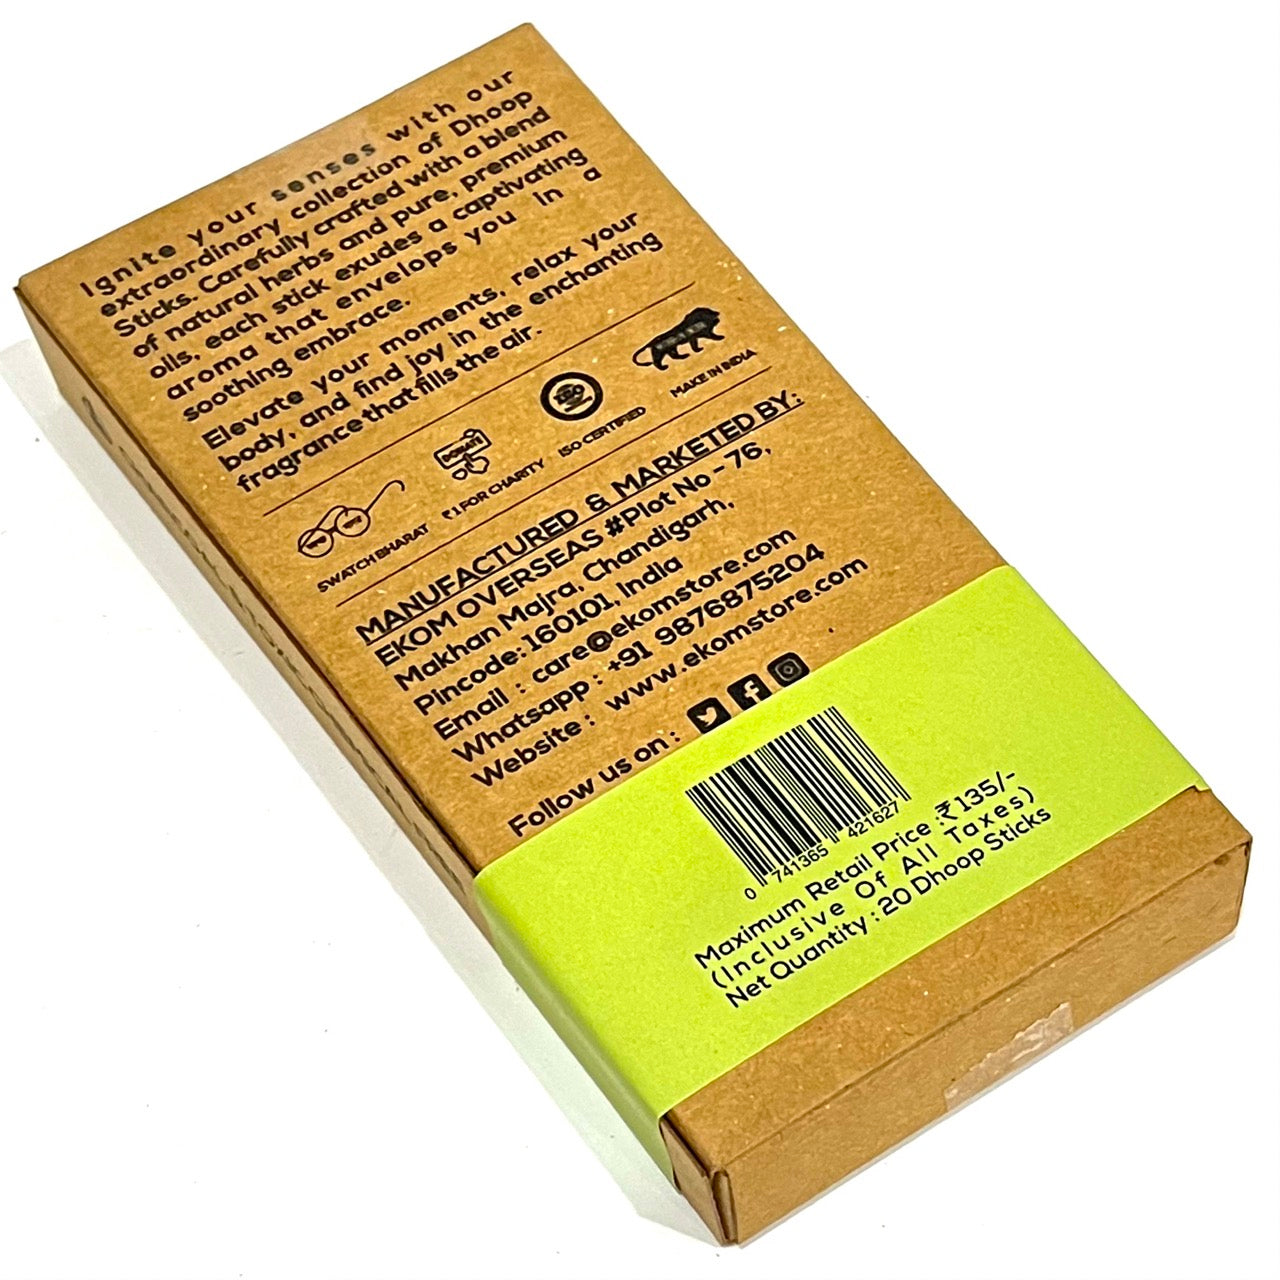 Ignite your senses with our
extraordinary collection of Dhoop
Sticks. Carefully crafted with a blend
of natural herbs and pure, premium
oils, each stick exudes a captivating
aroma that envelops you in a
soothing embrace.
Elevate your moments, relax your
body, and find joy in the enchanting
fragrance that fills the air.
DONATE
ISO
SWATCH BHARAT
₹1 FOR CHARITY
ISO-CERTIFIED
MAKE IN INDIA
MANUFACTURED & MARKETED BY:
EKOM OVERSEAS #Plot No - 76,
Makhan Majra, Chandigarh,
Pincode: 160101, India
Email : care@ekomstore.com
Whatsapp : +91 9876875204
Website : www.ekomstore.com
Follow us on :
0 741365 421627
Maximum Retail Price :₹ 135/-
(Inclusive Of All Taxes)
Net Quantity : 20 Dhoop Sticks